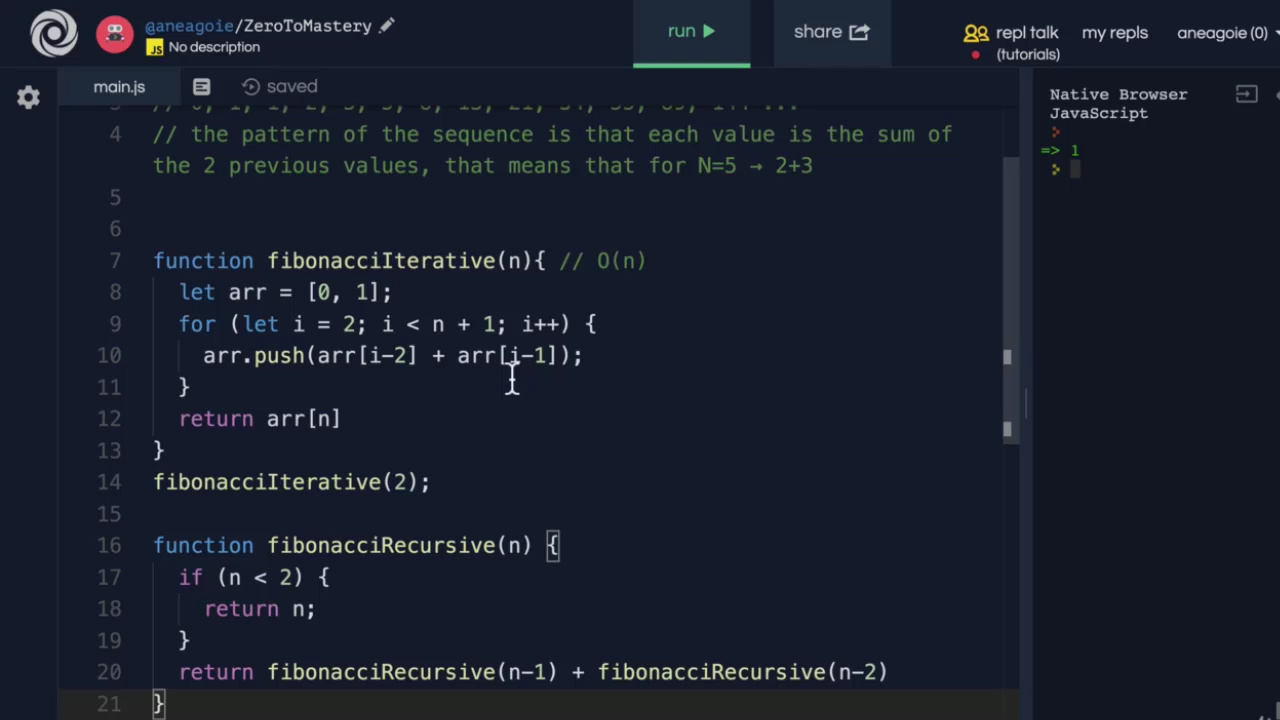 @aneagoie/ZeroToMastery
JS No description
run
share
repl talk
(tutorials)
my repls
aneagoie (0)
main.js
saved
4 // the pattern of the sequence is that each value is the sum of
the 2 previous values, that means that for N=5 → 2+3
5
6
7 function fibonacciIterative(n){ // O(n)
8 let arr = [0, 1];
9 for (let i = 2; i < n + 1; i++) {
10 arr.push(arr[i-2] + arr[i-1]);
11 }
12 return arr[n]
13 }
14 fibonacciIterative(2);
15
16 function fibonacciRecursive(n) {
17 if (n < 2) {
18 return n;
19 }
20 return fibonacciRecursive(n-1) + fibonacciRecursive(n-2)
21 }
Native Browser
JavaScript
=> 1